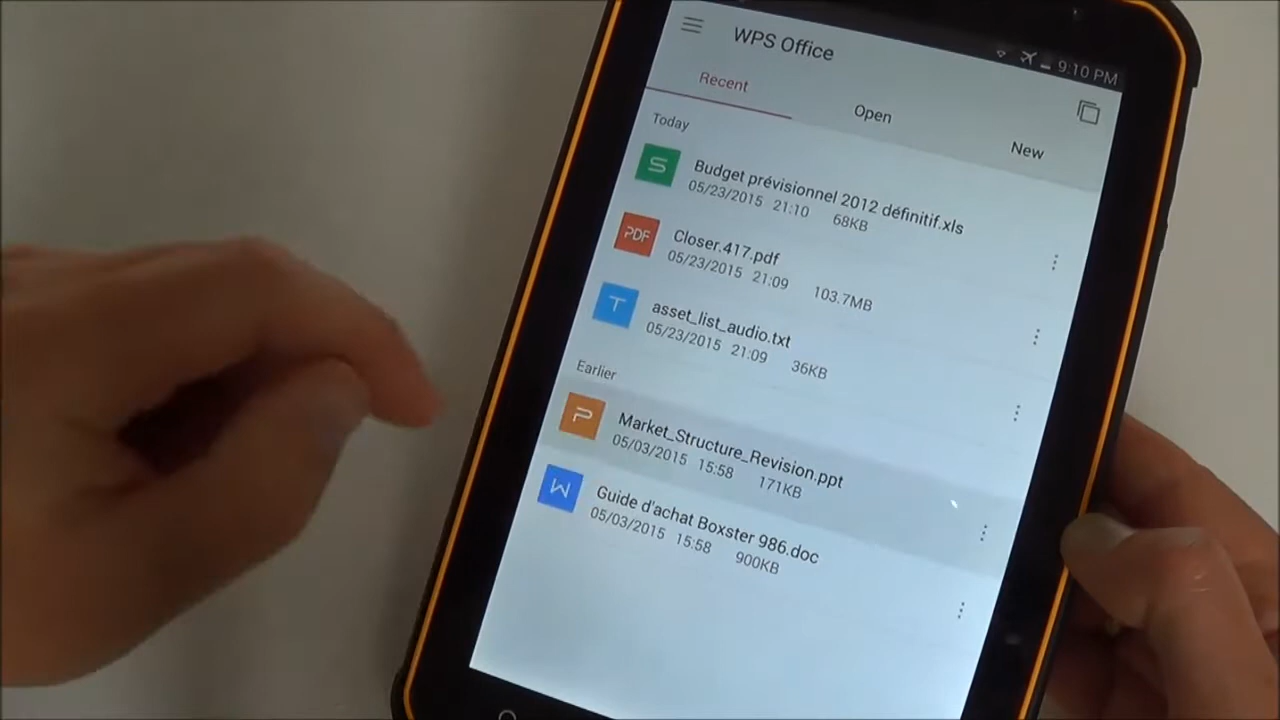 WPS Office
9:10 PM
Recent
Open
New
Today
S
Budget prévisionnel 2012 définitif.xls
05/23/2015 21:10 68KB
PDF
Closer.417.pdf
05/23/2015 21:09 103.7MB
T
asset_list_audio.txt
05/23/2015 21:09 36KB
Earlier
P
Market_Structure_Revision.ppt
05/03/2015 15:58 171KB
W
Guide d'achat Boxster 986.doc
05/03/2015 15:58 900KB